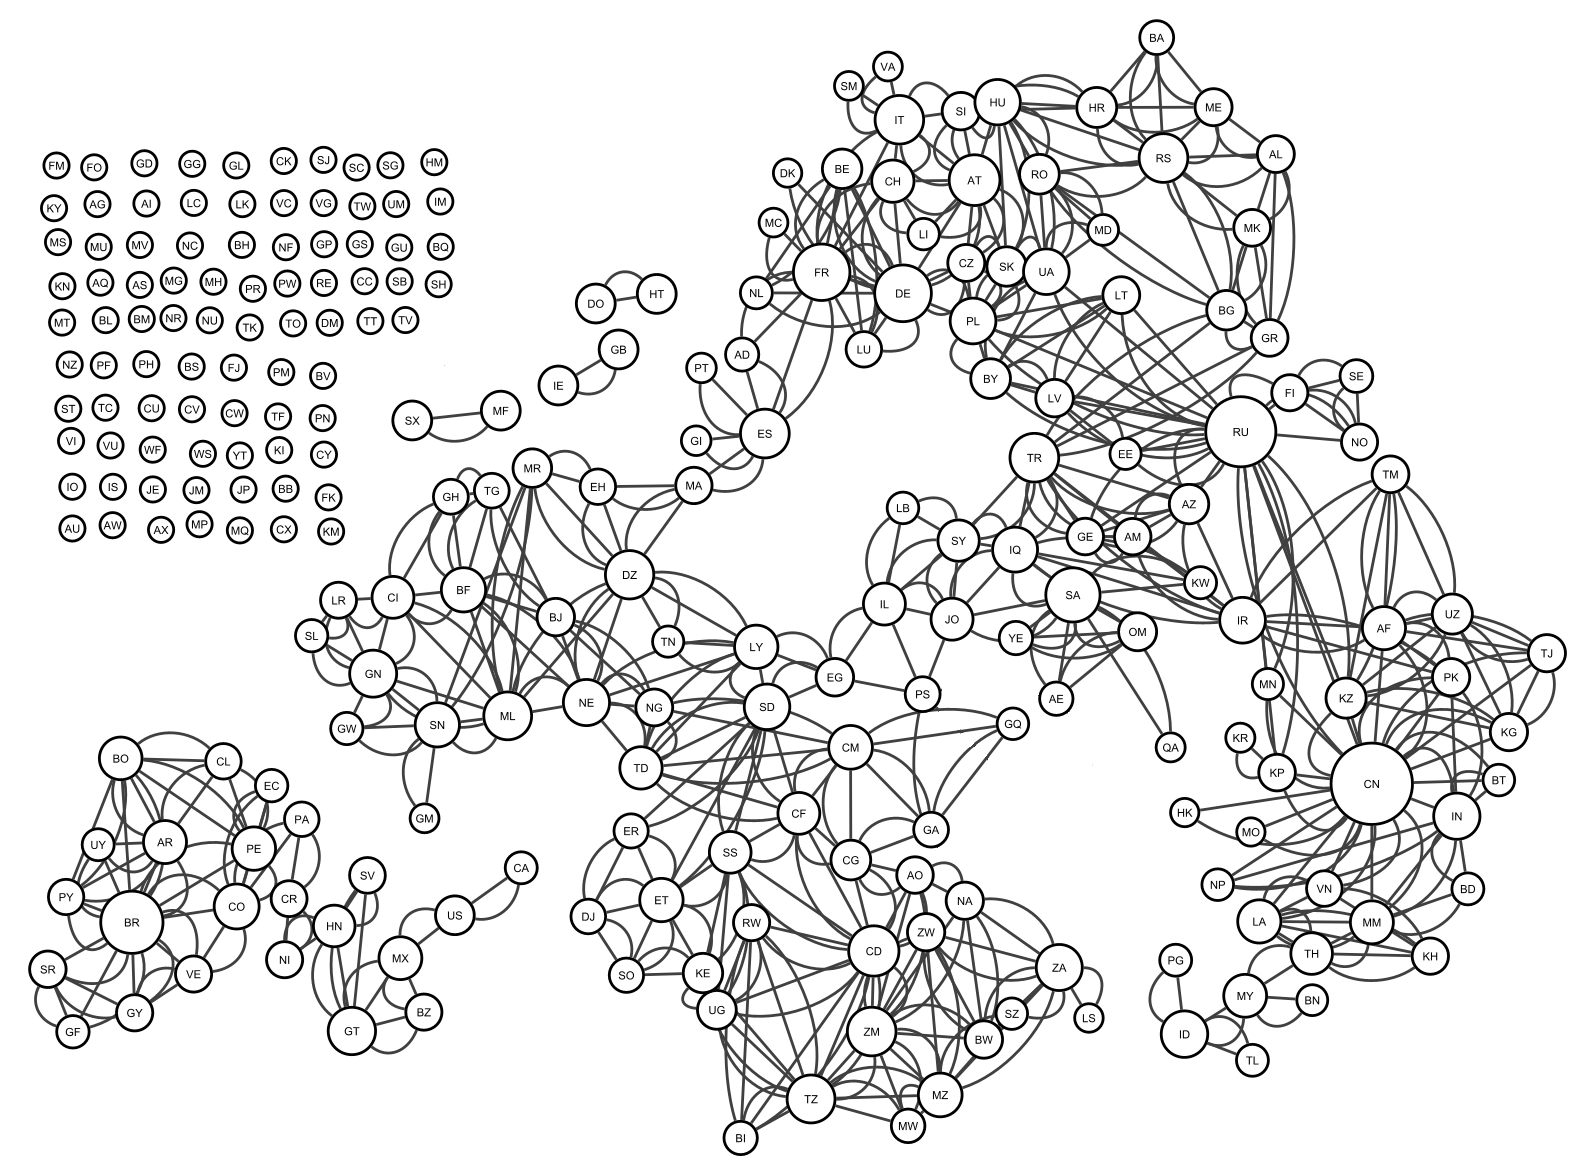 BA
VA
SM
IT
SI
HU
HR
ME
AL
RS
FM
FO
GD
GG
GL
CK
SJ
SC
SG
HM
DK
BE
CH
AT
RO
KY
AG
AI
LC
LK
VC
VG
TW
UM
IM
MC
LI
MD
MK
MS
MU
MV
NC
BH
NF
GP
GS
GU
BQ
FR
DE
CZ
SK
UA
KN
AQ
AS
MG
MH
PR
PW
RE
CC
SB
SH
DO
HT
NL
LT
BG
MT
BL
BM
NR
NU
TK
TO
DM
TT
TV
PL
GR
GB
IE
AD
LU
BY
NZ
PF
PH
BS
FJ
PM
BV
PT
LV
FI
SE
ST
TC
CU
CV
CW
TF
PN
SX
MF
ES
GI
RU
NO
VI
VU
WF
WS
YT
KI
CY
TR
EE
TM
MR
EH
MA
IO
IS
JE
JM
JP
BB
FK
GH
TG
LB
AZ
AU
AW
AX
MP
MQ
CX
KM
SY
IQ
GE
AM
DZ
KW
LR
CI
BF
BJ
IL
JO
SA
IR
AF
UZ
SL
TN
LY
YE
OM
TJ
GN
EG
PS
AE
MN
KZ
PK
GW
SN
ML
NE
NG
SD
GQ
KG
BO
CL
TD
CM
QA
KR
KP
CN
BT
EC
PA
GM
CF
HK
MO
IN
UY
AR
PE
ER
SS
CG
GA
CA
SV
AO
NP
VN
BD
PY
BR
CO
CR
HN
US
DJ
ET
RW
ZW
NA
LA
MM
SR
VE
NI
MX
SO
KE
CD
ZA
PG
TH
KH
GF
GY
GT
BZ
UG
ZM
BW
SZ
LS
MY
BN
ID
TL
TZ
MZ
BI
MW